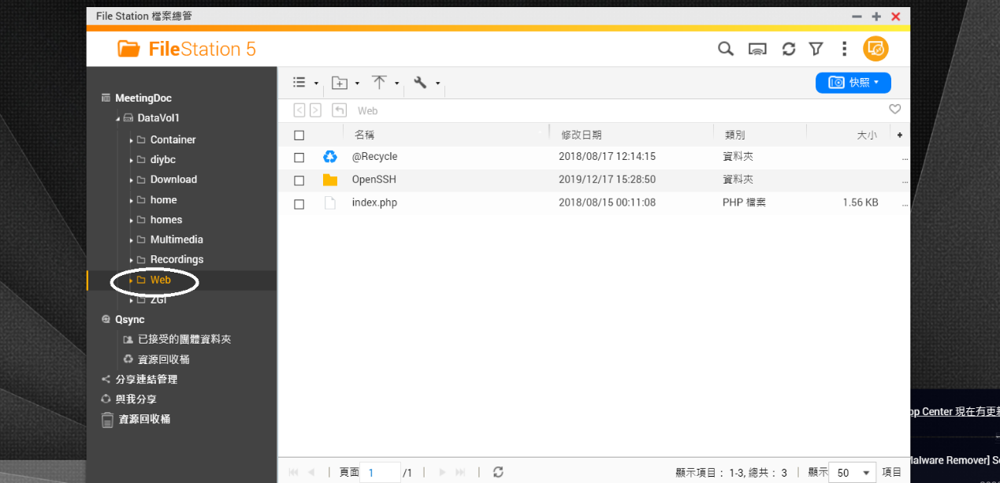 File Station 檔案總管
FileStation 5
快照
Web
MeetingDoc
DataVol1
Container
diybc
Download
home
homes
Multimedia
Recordings
Web
ZGI
Qsync
已接受的團體資料夾
資源回收桶
分享連結管理
與我分享
資源回收桶
名稱 修改日期 類別 大小
@Recycle 2018/08/17 12:14:15 資料夾 ...
OpenSSH 2019/12/17 15:28:50 資料夾 ...
index.php 2018/08/15 00:11:08 PHP 檔案 1.56 KB ...
頁面 1 /1
顯示項目： 1-3, 總共： 3 | 顯示 50 項目
pp Center 現在有更新
Malware Remover] S